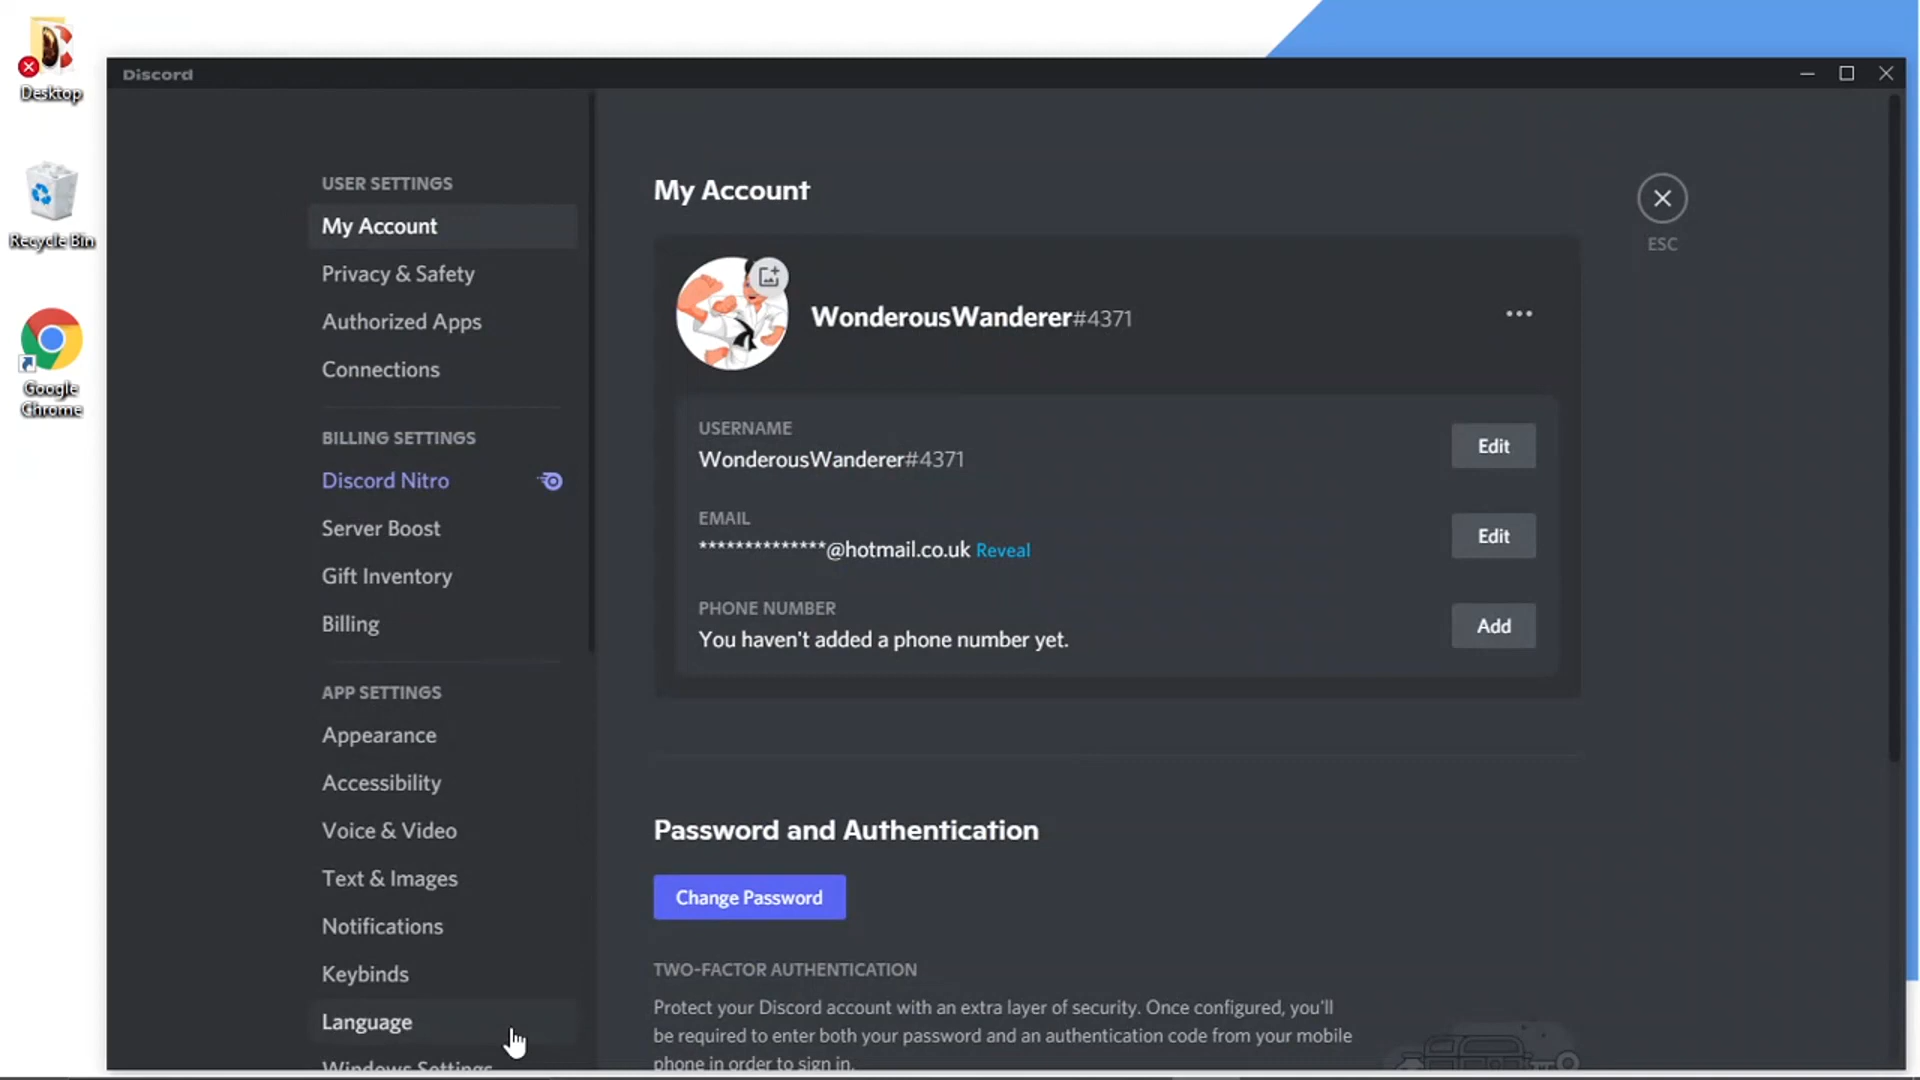 Desktop
Recycle Bin
Google
Chrome
Discord
USER SETTINGS
My Account
Privacy & Safety
Authorized Apps
Connections
BILLING SETTINGS
Discord Nitro
Server Boost
Gift Inventory
Billing
APP SETTINGS
Appearance
Accessibility
Voice & Video
Text & Images
Notifications
Keybinds
Language
Windows Settings
My Account
WonderousWanderer#4371
USERNAME
WonderousWanderer#4371
Edit
EMAIL
**************@hotmail.co.uk Reveal
Edit
PHONE NUMBER
You haven't added a phone number yet.
Add
Password and Authentication
Change Password
TWO-FACTOR AUTHENTICATION
Protect your Discord account with an extra layer of security. Once configured, you'll
be required to enter both your password and an authentication code from your mobile
phone in order to sign in.
ESC